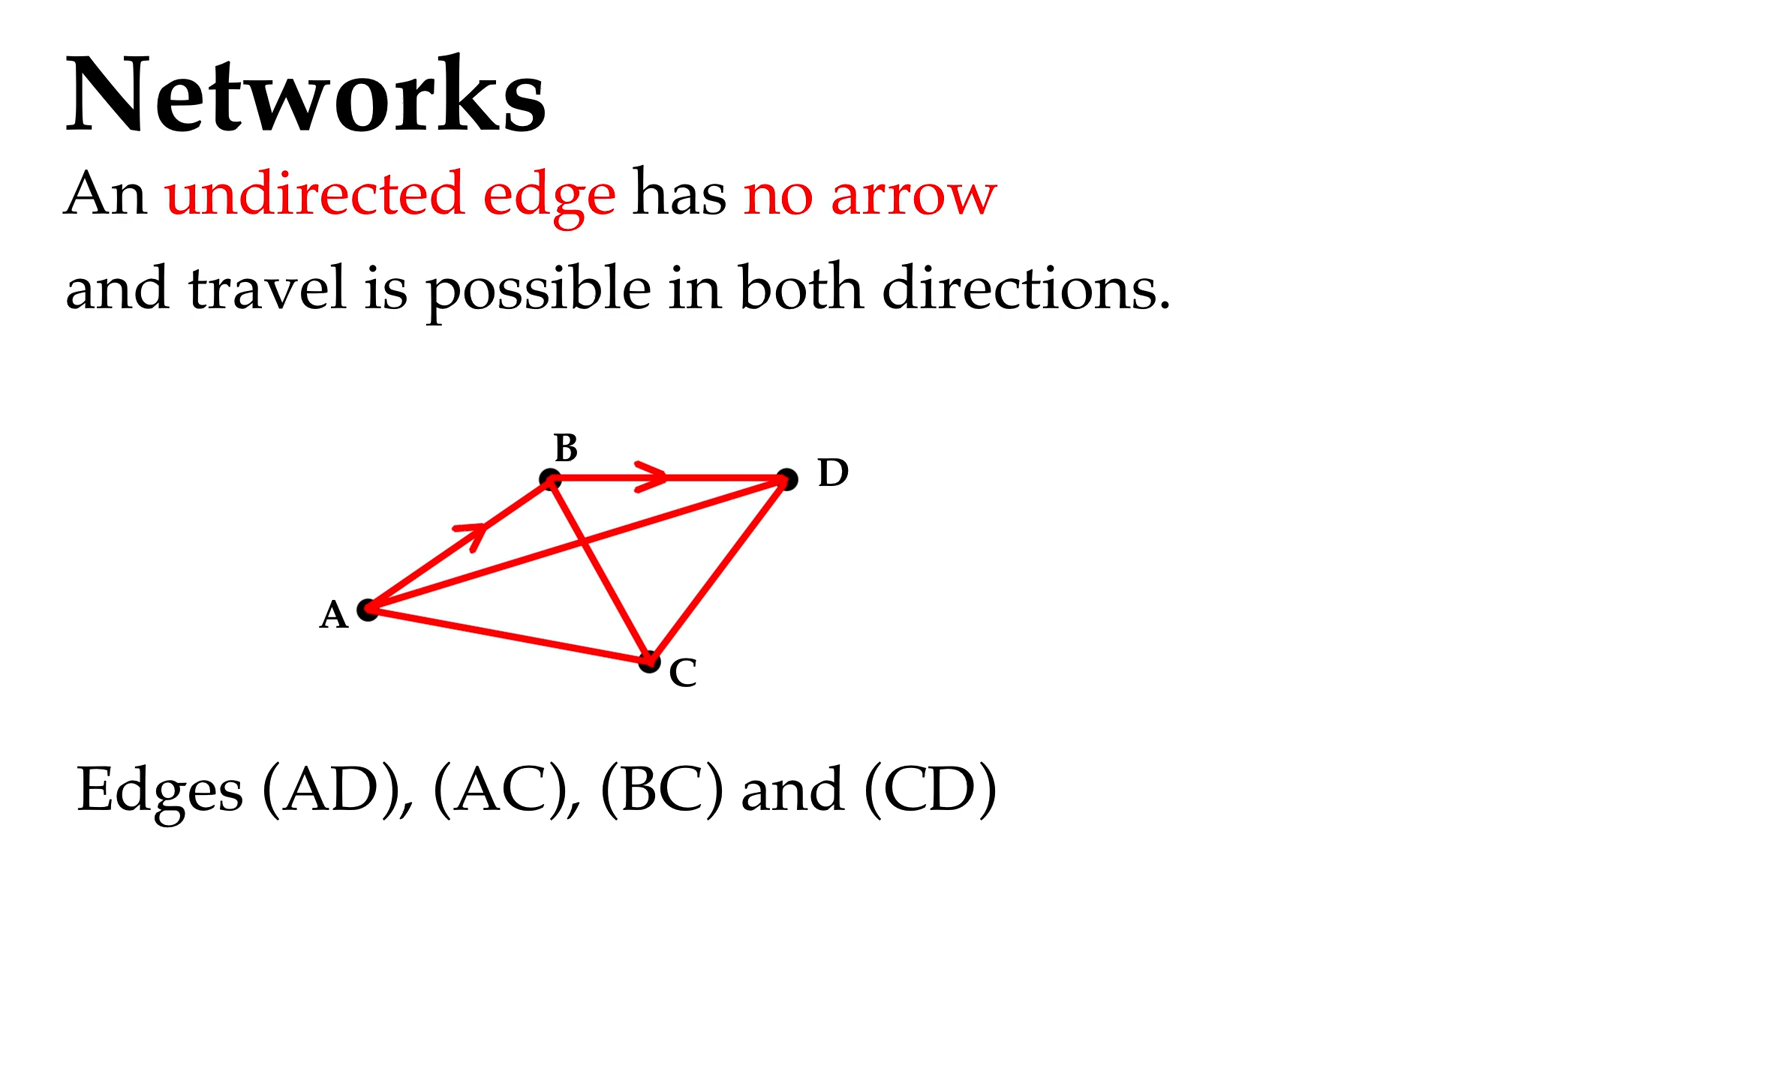 Networks
An undirected edge has no arrow
and travel is possible in both directions.
B
D
A
C
Edges (AD), (AC), (BC) and (CD)